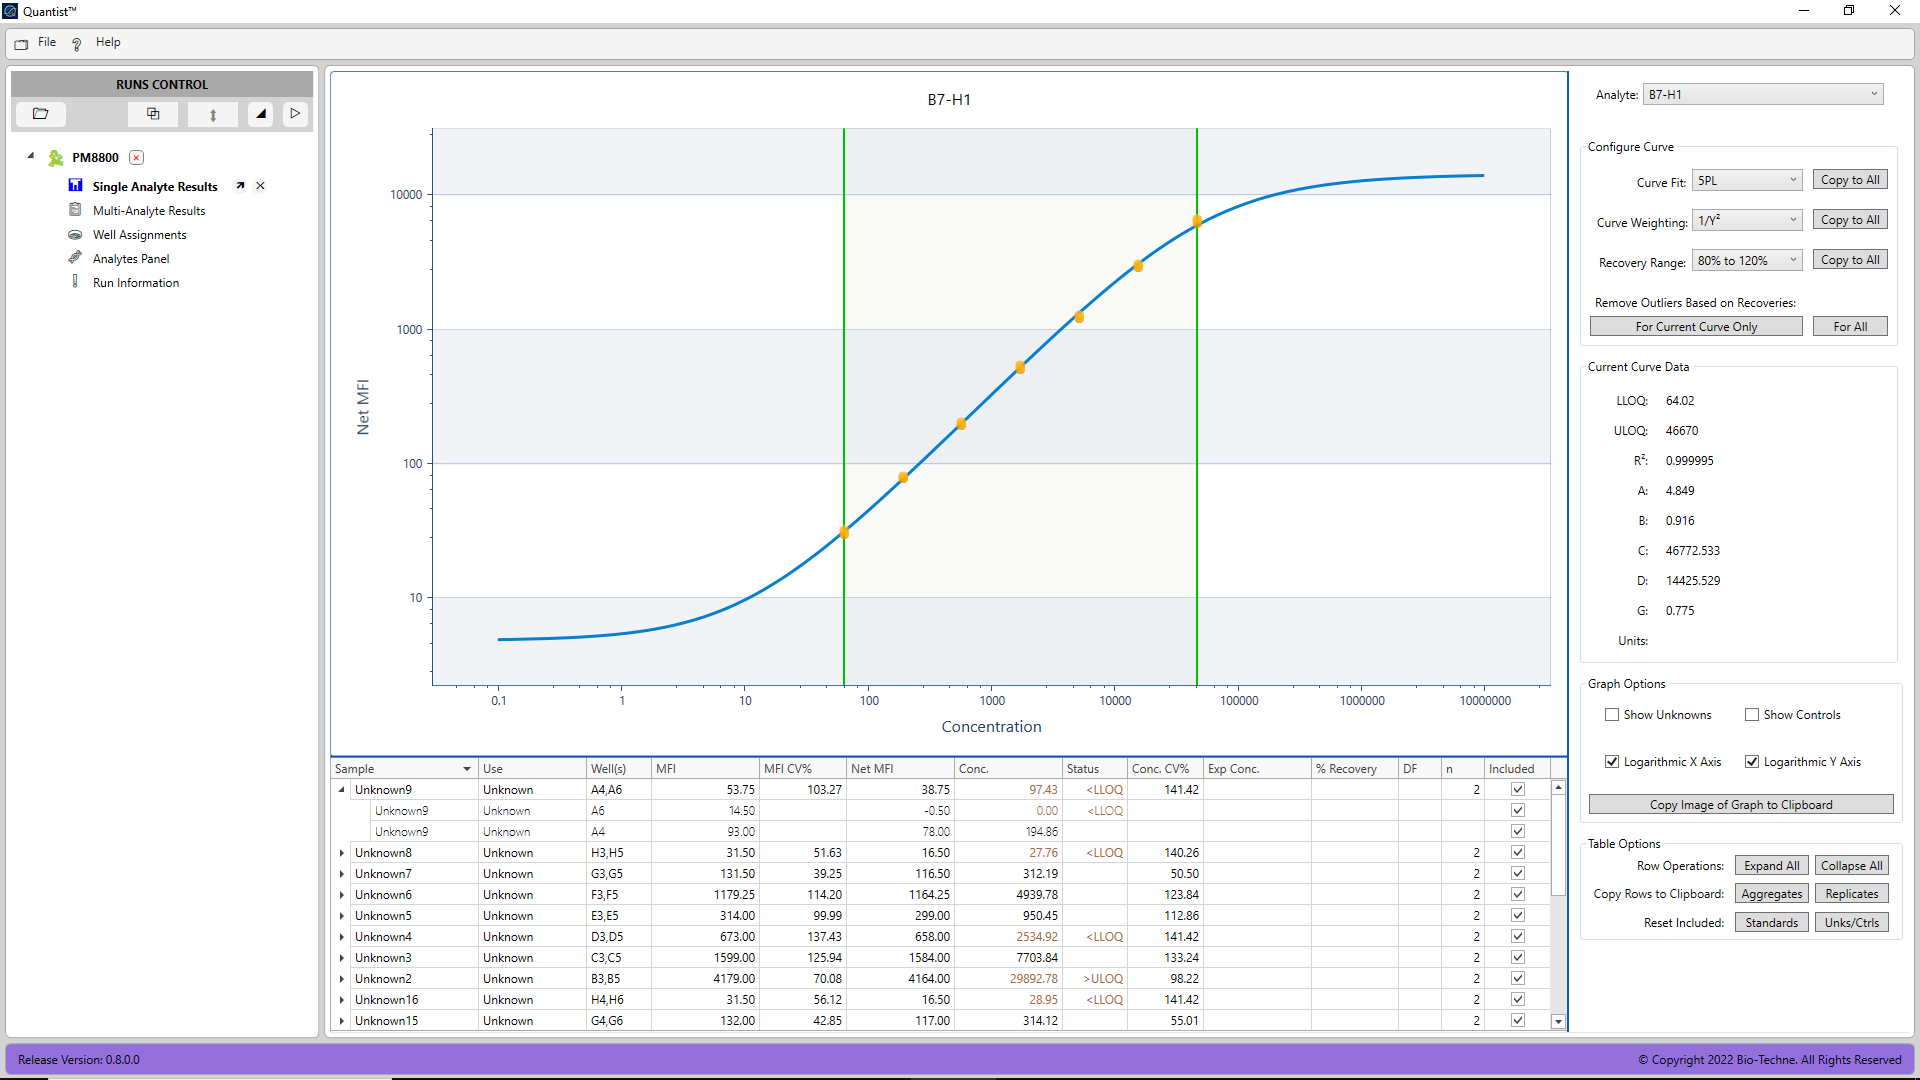 Quantist™
File Help
RUNS CONTROL
PM8800
Single Analyte Results
Multi-Analyte Results
Well Assignments
Analytes Panel
Run Information
B7-H1
10000
1000
100
10
Net MFI
0.1 1 10 100 1000 10000 100000 1000000 10000000
Concentration
Sample Use Well(s) MFI MFI CV% Net MFI Conc. Status Conc. CV% Exp Conc. % Recovery DF n Included
Unknown9 Unknown A4,A6 53.75 103.27 38.75 97.43 <LLOQ 141.42 2
Unknown9 Unknown A6 14.50 -0.50 0.00 <LLOQ
Unknown9 Unknown A4 93.00 78.00 194.86
Unknown8 Unknown H3,H5 31.50 51.63 16.50 27.76 <LLOQ 140.26 2
Unknown7 Unknown G3,G5 131.50 39.25 116.50 312.19 50.50 2
Unknown6 Unknown F3,F5 1179.25 114.20 1164.25 4939.78 123.84 2
Unknown5 Unknown E3,E5 314.00 99.99 299.00 950.45 112.86 2
Unknown4 Unknown D3,D5 673.00 137.43 658.00 2534.92 <LLOQ 141.42 2
Unknown3 Unknown C3,C5 1599.00 125.94 1584.00 7703.84 133.24 2
Unknown2 Unknown B3,B5 4179.00 70.08 4164.00 29892.78 >ULOQ 98.22 2
Unknown16 Unknown H4,H6 31.50 56.12 16.50 28.95 <LLOQ 141.42 2
Unknown15 Unknown G4,G6 132.00 42.85 117.00 314.12 55.01 2
Analyte: B7-H1
Configure Curve
Curve Fit: 5PL Copy to All
Curve Weighting: 1/Y² Copy to All
Recovery Range: 80% to 120% Copy to All
Remove Outliers Based on Recoveries:
For Current Curve Only For All
Current Curve Data
LLOQ: 64.02
ULOQ: 46670
R²: 0.999995
A: 4.849
B: 0.916
C: 46772.533
D: 14425.529
G: 0.775
Units:
Graph Options
Show Unknowns Show Controls
Logarithmic X Axis Logarithmic Y Axis
Copy Image of Graph to Clipboard
Table Options
Row Operations: Expand All Collapse All
Copy Rows to Clipboard: Aggregates Replicates
Reset Included: Standards Unks/Ctrls
Release Version: 0.8.0.0
© Copyright 2022 Bio-Techne. All Rights Reserved